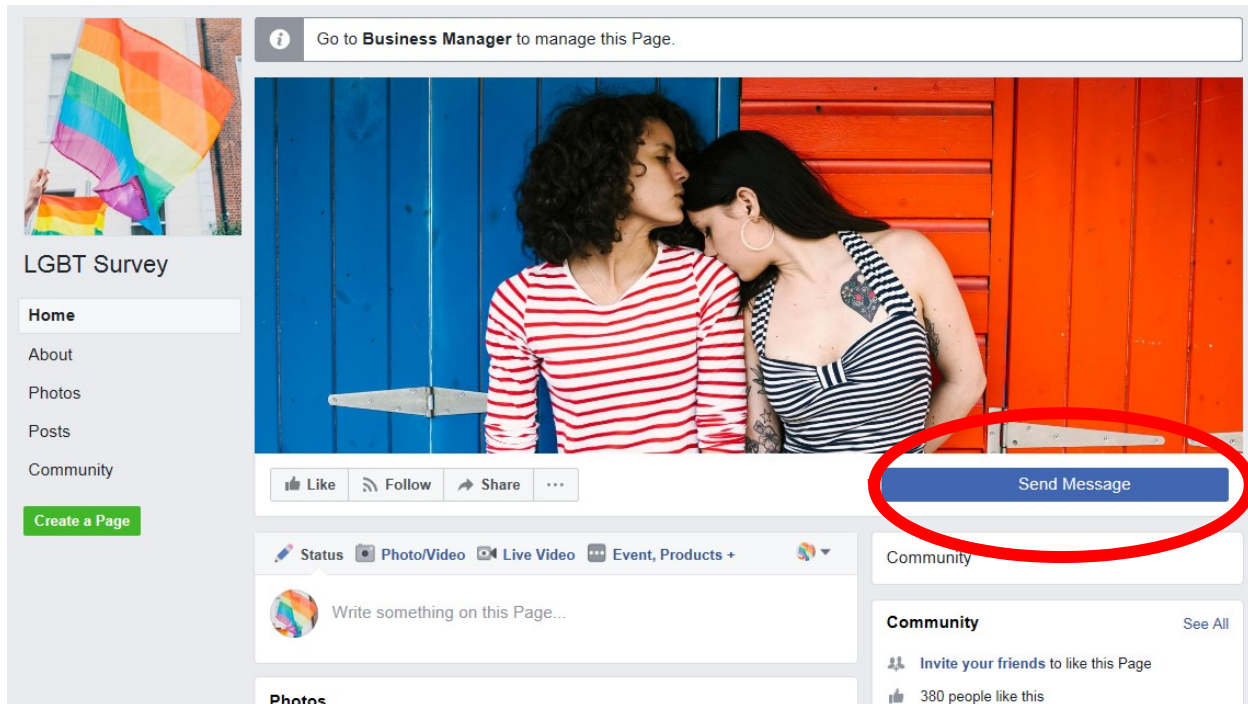 Go to Business Manager to manage this Page.
LGBT Survey
Home
About
Photos
Posts
Community
Create a Page
Like Follow Share
Send Message
Status Photo/Video Live Video Event, Products +
Write something on this Page...
Photos
Community
Community See All
Invite your friends to like this Page
380 people like this